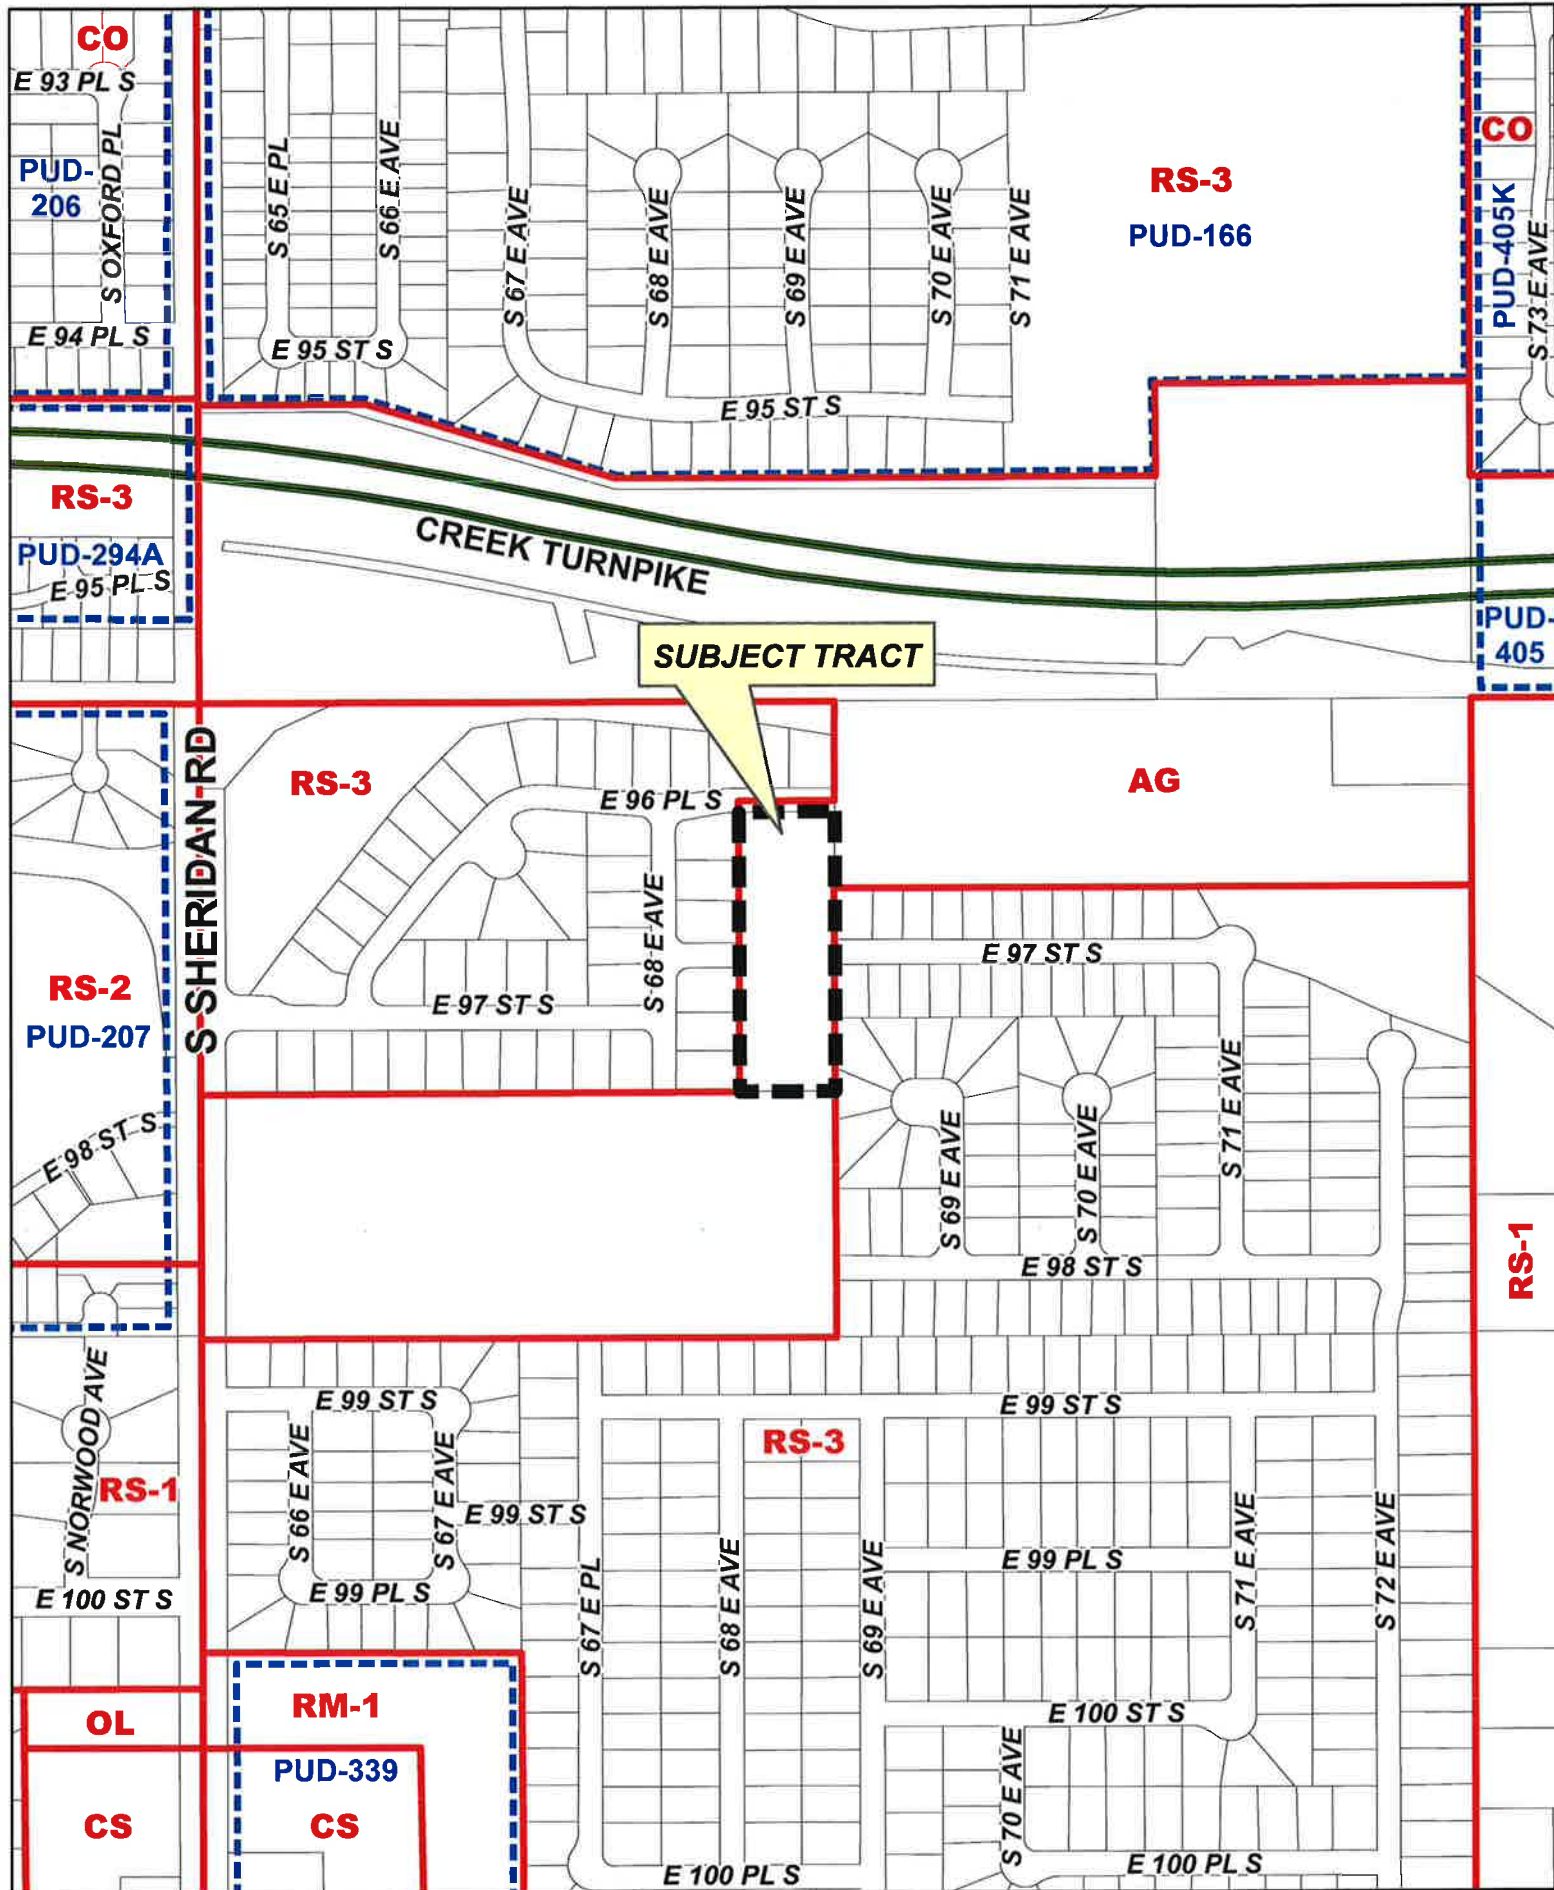 CO
E 93 PL S
PUD-
206
S OXFORD PL
E 94 PL S
S 65 E PL
S 66 E AVE
E 95 ST S
S 67 E AVE
S 68 E AVE
S 69 E AVE
S 70 E AVE
S 71 E AVE
E 95 ST S
RS-3
PUD-166
CO
PUD-405K
S 73 E AVE
RS-3
PUD-294A
E 95 PL S
CREEK TURNPIKE
PUD-
405
SUBJECT TRACT
S SHERIDAN RD
RS-3
E 96 PL S
AG
S 68 E AVE
E 97 ST S
E 97 ST S
RS-2
PUD-207
E 98 ST S
S 69 E AVE
S 70 E AVE
S 71 E AVE
E 98 ST S
RS-1
S NORWOOD AVE
RS-1
E 100 ST S
E 99 ST S
S 66 E AVE
S 67 E AVE
E 99 ST S
E 99 PL S
E 99 ST S
RS-3
S 67 E PL
S 68 E AVE
S 69 E AVE
E 99 PL S
S 71 E AVE
S 72 E AVE
E 100 ST S
S 70 E AVE
E 100 PL S
E 100 PL S
OL
CS
RM-1
PUD-339
CS